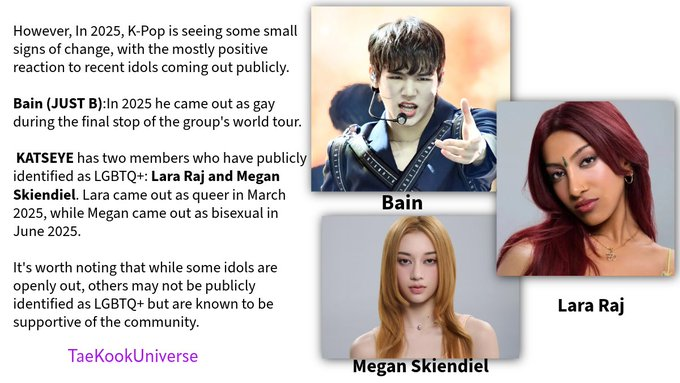 However, In 2025, K-Pop is seeing some small
signs of change, with the mostly positive
reaction to recent idols coming out publicly.
Bain (JUST B):In 2025 he came out as gay
during the final stop of the group's world tour.
KATSEYE has two members who have publicly
identified as LGBTQ+: Lara Raj and Megan
Skiendiel. Lara came out as queer in March
2025, while Megan came out as bisexual in
June 2025.
It's worth noting that while some idols are
openly out, others may not be publicly
identified as LGBTQ+ but are known to be
supportive of the community.
TaeKookUniverse
Bain
Lara Raj
Megan Skiendiel